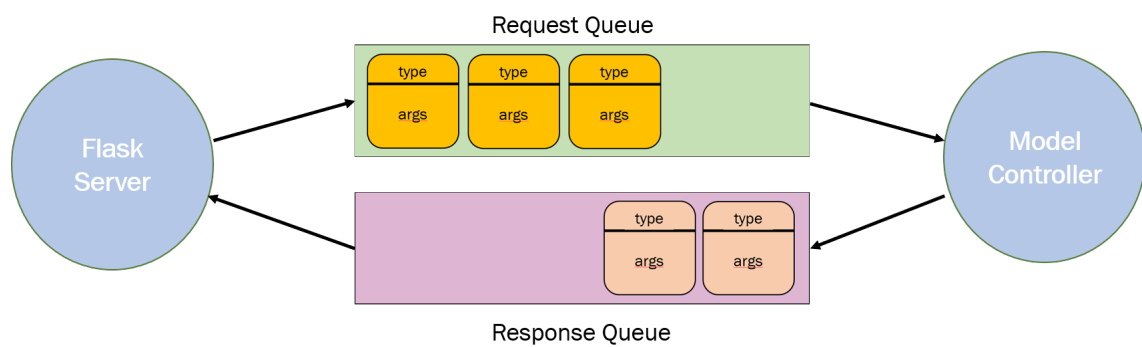 Request Queue
type type type
args args args
Flask
Server
Model
Controller
type type
args args
Response Queue